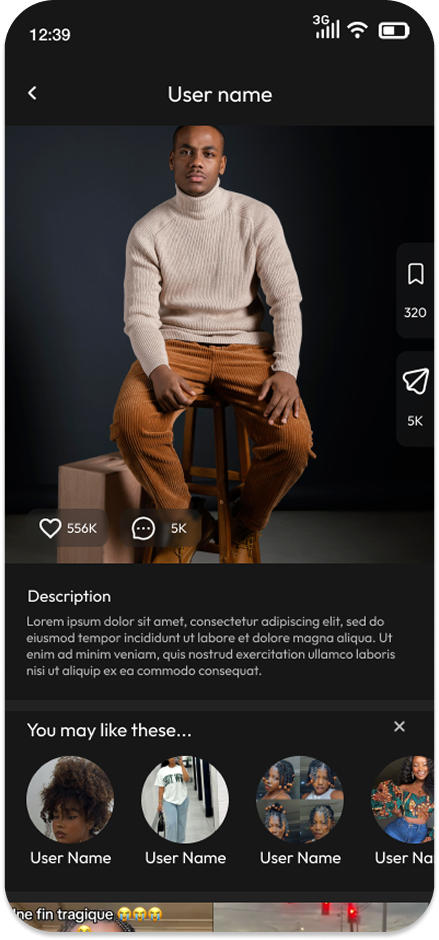 12:39
3G
User name
320
5K
556K
5K
Description
Lorem ipsum dolor sit amet, consectetur adipiscing elit, sed do
eiusmod tempor incididunt ut labore et dolore magna aliqua. Ut
enim ad minim veniam, quis nostrud exercitation ullamco laboris
nisi ut aliquip ex ea commodo consequat.
You may like these...
User Name
User Name
User Name
User Na
ne fin tragique 😭😭😭